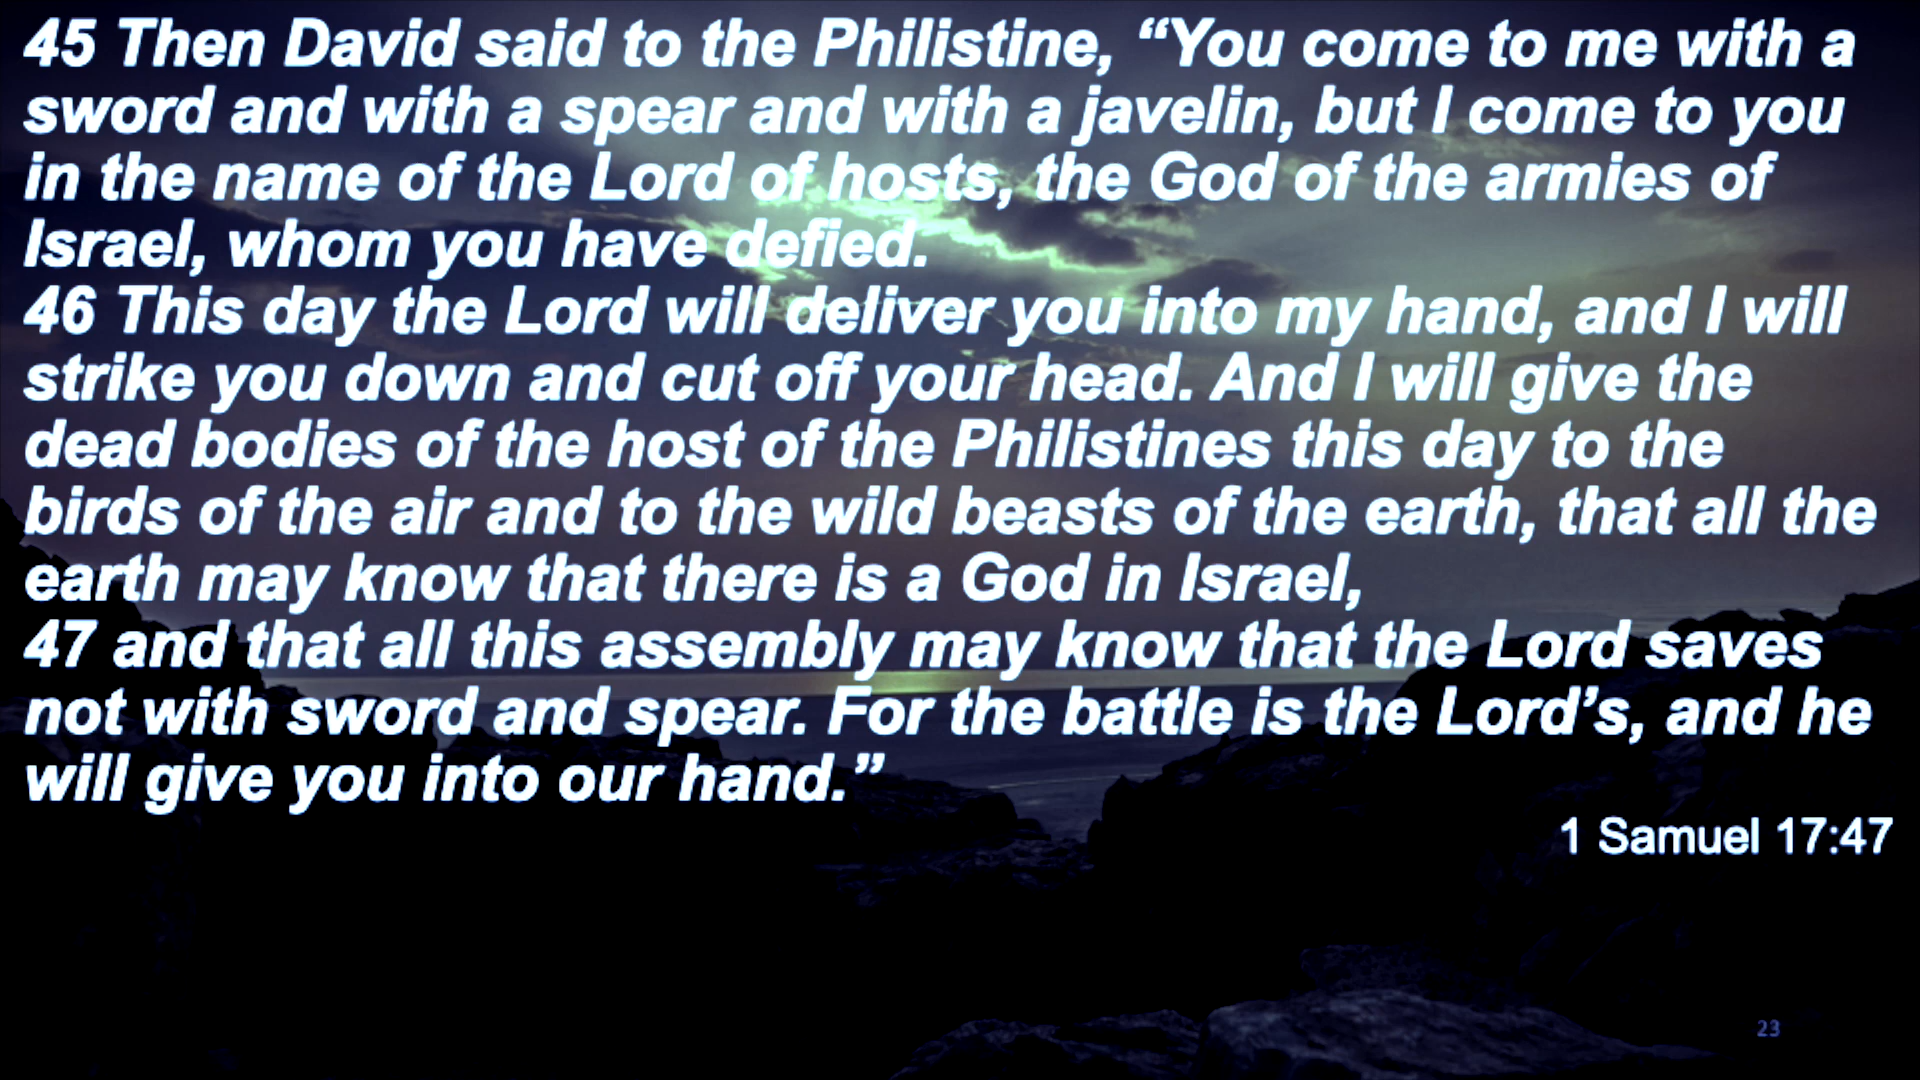 45 Then David said to the Philistine, “You come to me with a
sword and with a spear and with a javelin, but I come to you
in the name of the Lord of hosts, the God of the armies of
Israel, whom you have defied.
46 This day the Lord will deliver you into my hand, and I will
strike you down and cut off your head. And I will give the
dead bodies of the host of the Philistines this day to the
birds of the air and to the wild beasts of the earth, that all the
earth may know that there is a God in Israel,
47 and that all this assembly may know that the Lord saves
not with sword and spear. For the battle is the Lord’s, and he
will give you into our hand.”
1 Samuel 17:47
23